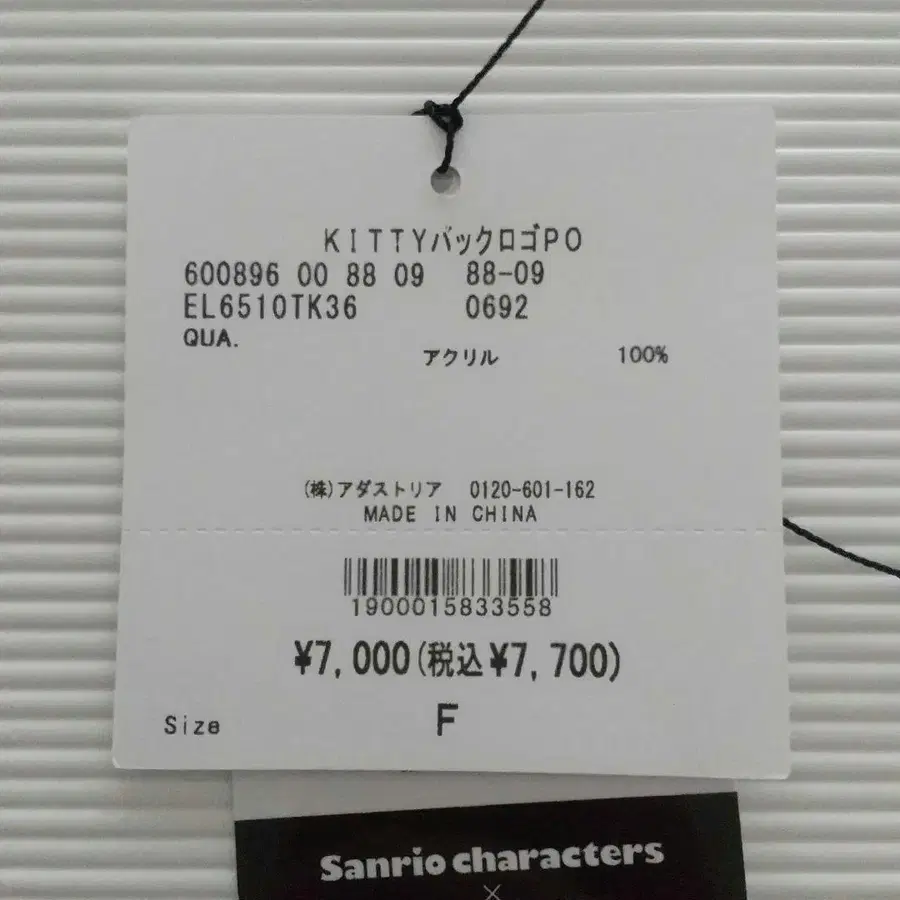 KITTYバックロゴPO
600896 00 88 09 88-09
EL6510TK36 0692
QUA.
アクリル 100%
(株)アダストリア 0120-601-162
MADE IN CHINA
1900015833558
¥7,000(税込¥7,700)
Size F
Sanrio characters
×